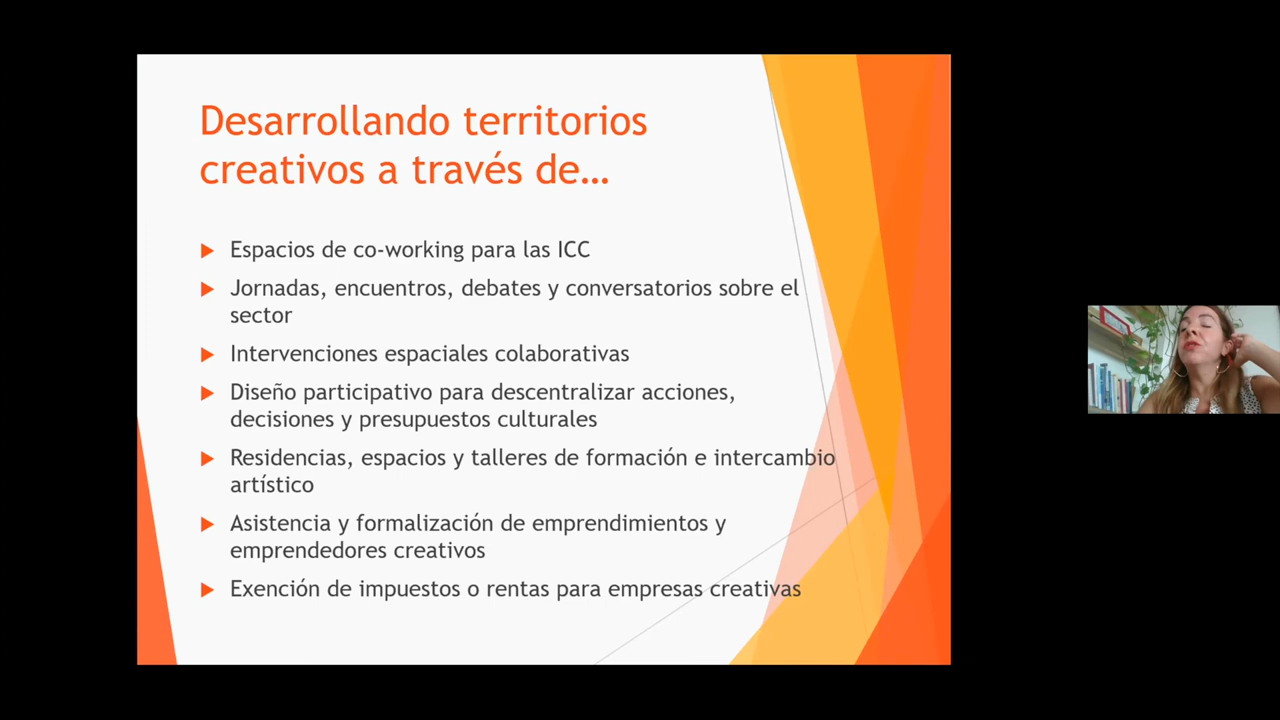 Desarrollando territorios
creativos a través de...
Espacios de co-working para las ICC
Jornadas, encuentros, debates y conversatorios sobre el
sector
Intervenciones espaciales colaborativas
Diseño participativo para descentralizar acciones,
decisiones y presupuestos culturales
Residencias, espacios y talleres de formación e intercambio
artístico
Asistencia y formalización de emprendimientos y
emprendedores creativos
Exención de impuestos o rentas para empresas creativas